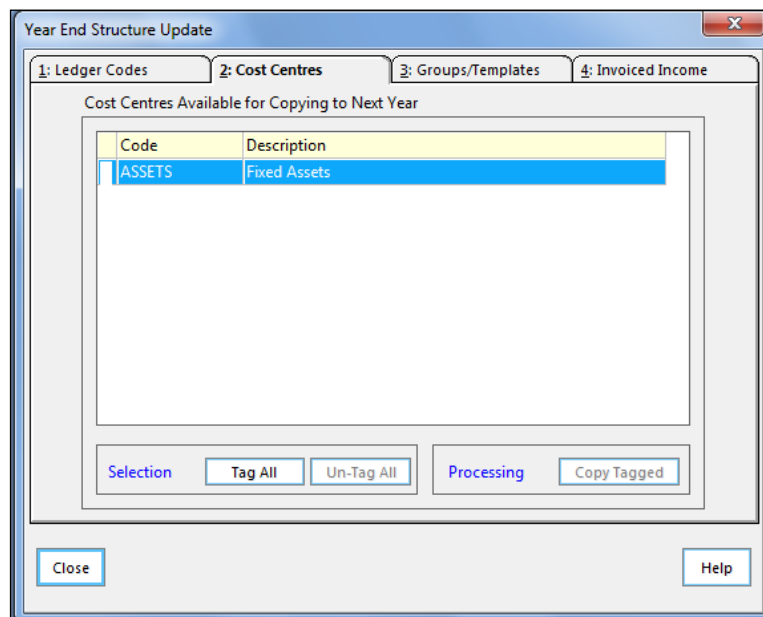 Year End Structure Update
x
1: Ledger Codes 2: Cost Centres 3: Groups/Templates 4: Invoiced Income
Cost Centres Available for Copying to Next Year
Code Description
ASSETS Fixed Assets
Selection Tag All Un-Tag All Processing Copy Tagged
Close Help